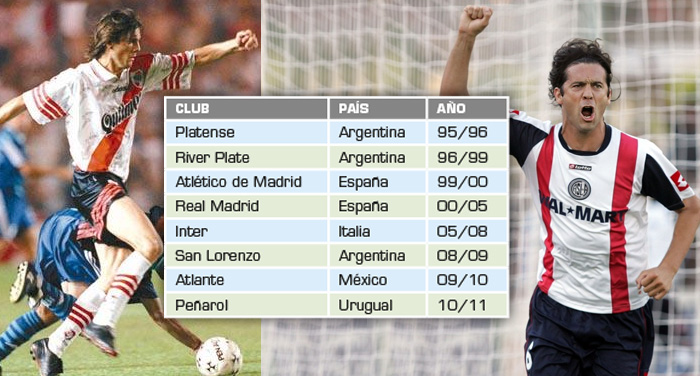 CLUB PAÍS AÑO
Platense Argentina 95/96
River Plate Argentina 96/99
Atlético de Madrid España 99/00
Real Madrid España 00/05
Inter Italia 05/08
San Lorenzo Argentina 08/09
Atlante México 09/10
Peñarol Urugual 10/11
Quilmes
WAL★MART
lotto
PEN